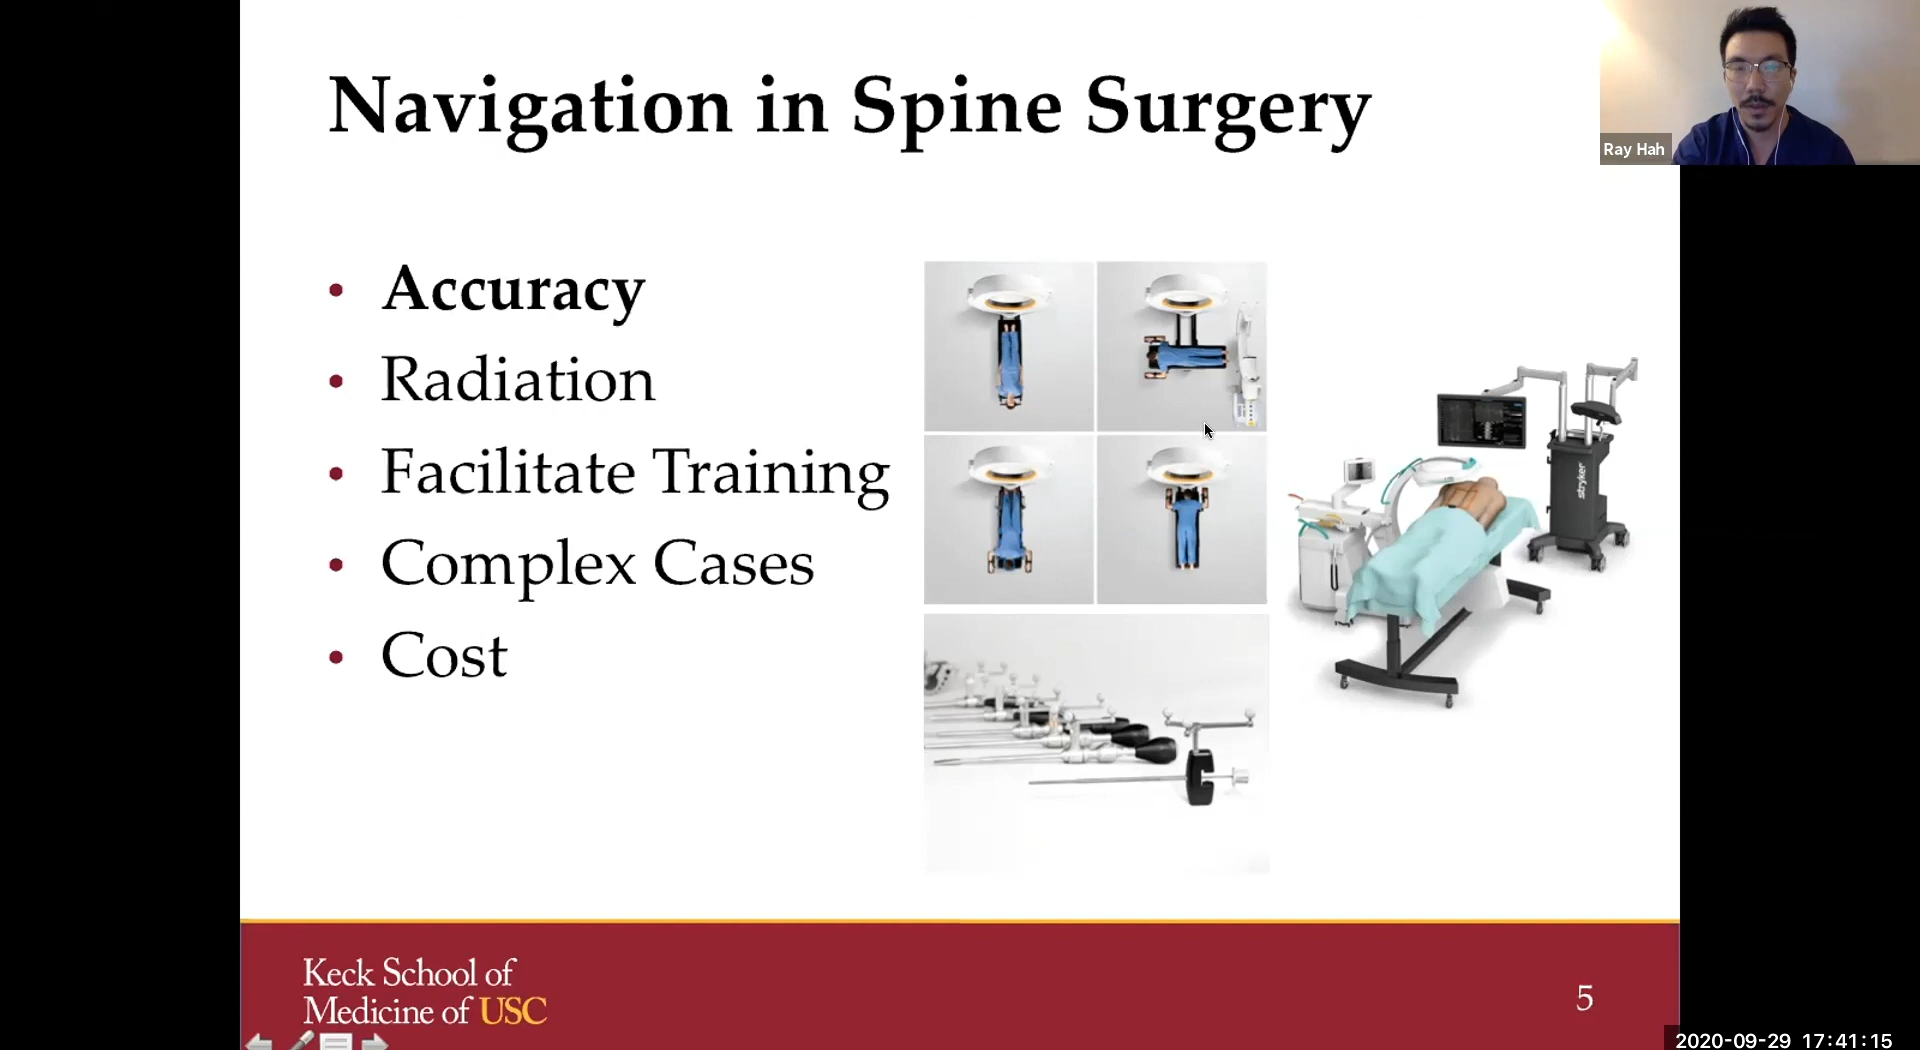 Navigation in Spine Surgery
Ray Hah
• Accuracy
• Radiation
• Facilitate Training
• Complex Cases
• Cost
stryker
Keck School of
Medicine of USC
5
2020-09-29 17:41:15